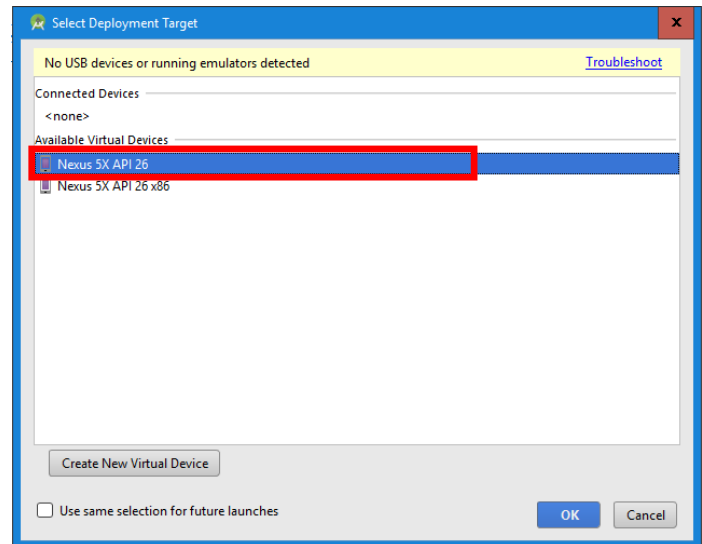 Select Deployment Target
x
No USB devices or running emulators detected Troubleshoot
Connected Devices
<none>
Available Virtual Devices
Nexus 5X API 26
Nexus 5X API 26 x86
Create New Virtual Device
Use same selection for future launches
OK Cancel